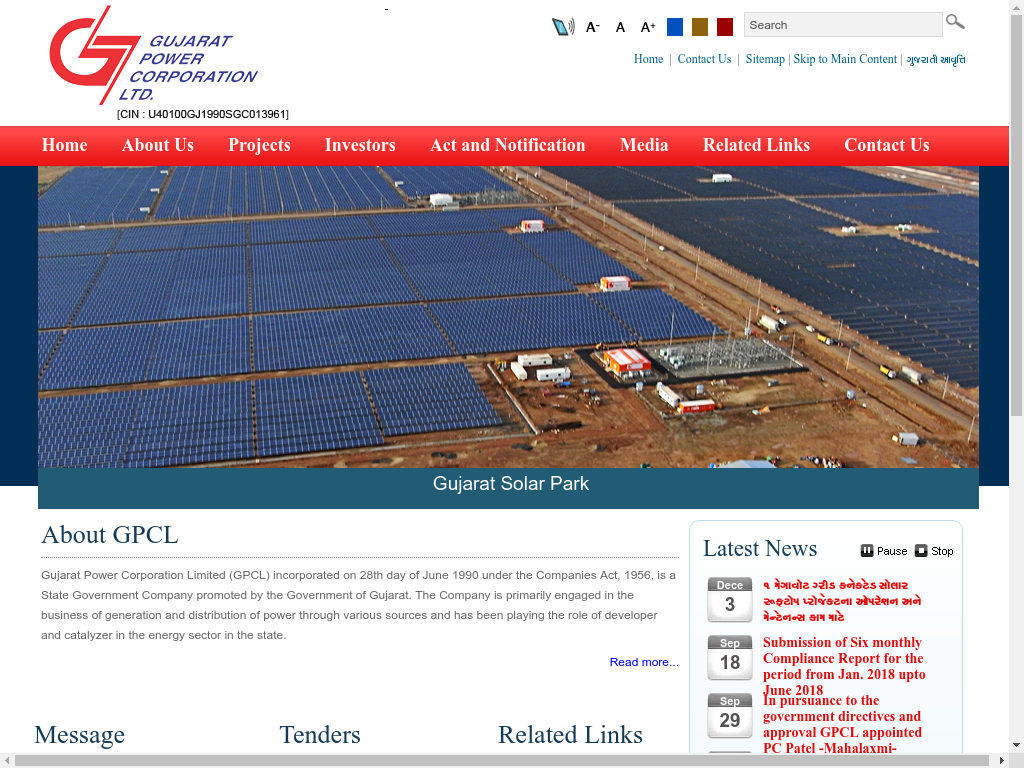 GUJARAT
POWER
CORPORATION
LTD.
[CIN : U40100GJ1990SGC013961]
A- A A+ Search
Home | Contact Us | Sitemap | Skip to Main Content | ગુજરાતી આવૃત્તિ
Home About Us Projects Investors Act and Notification Media Related Links Contact Us
Gujarat Solar Park
About GPCL
Gujarat Power Corporation Limited (GPCL) incorporated on 28th day of June 1990 under the Companies Act, 1956, is a
State Government Company promoted by the Government of Gujarat. The Company is primarily engaged in the
business of generation and distribution of power through various sources and has been playing the role of developer
and catalyzer in the energy sector in the state.
Read more...
Latest News Pause Stop
Dece
3
૧ મેગાવોટ ગ્રીડ કનેક્ટેડ સોલાર
રુફટોપ પ્રોજેક્ટના ઓપરેશન અને
મેન્ટેનન્સ કામ માટે
Sep
18
Submission of Six monthly
Compliance Report for the
period from Jan. 2018 upto
June 2018
Sep
29
In pursuance to the
government directives and
approval GPCL appointed
PC Patel -Mahalaxmi-
Message Tenders Related Links